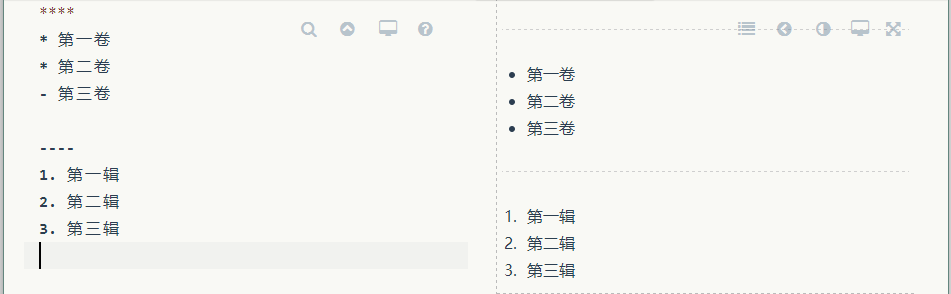 ****
* 第一卷
* 第二卷
- 第三卷
----
1. 第一辑
2. 第二辑
3. 第三辑
• 第一卷
• 第二卷
• 第三卷
1. 第一辑
2. 第二辑
3. 第三辑